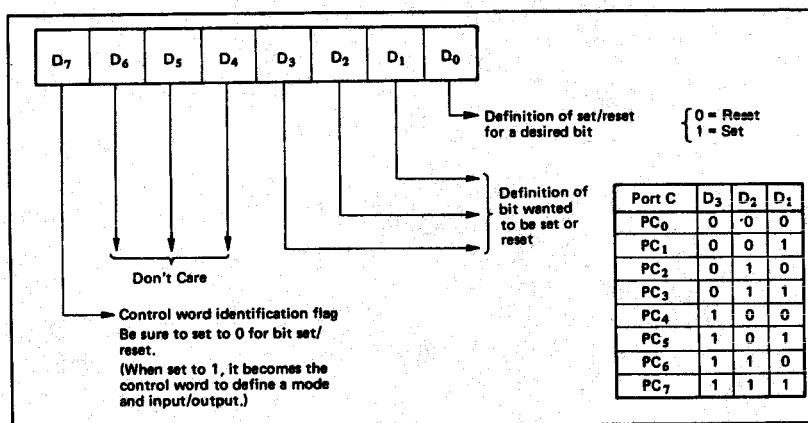 D7 D6 D5 D4 D3 D2 D1 D0
Definition of set/reset
for a desired bit
0 = Reset
1 = Set
Definition of
bit wanted
to be set or
reset
Don't Care
Control word identification flag
Be sure to set to 0 for bit set/
reset.
(When set to 1, it becomes the
control word to define a mode
and input/output.)
Port C D3 D2 D1
PC0 0 0 0
PC1 0 0 1
PC2 0 1 0
PC3 0 1 1
PC4 1 0 0
PC5 1 0 1
PC6 1 1 0
PC7 1 1 1